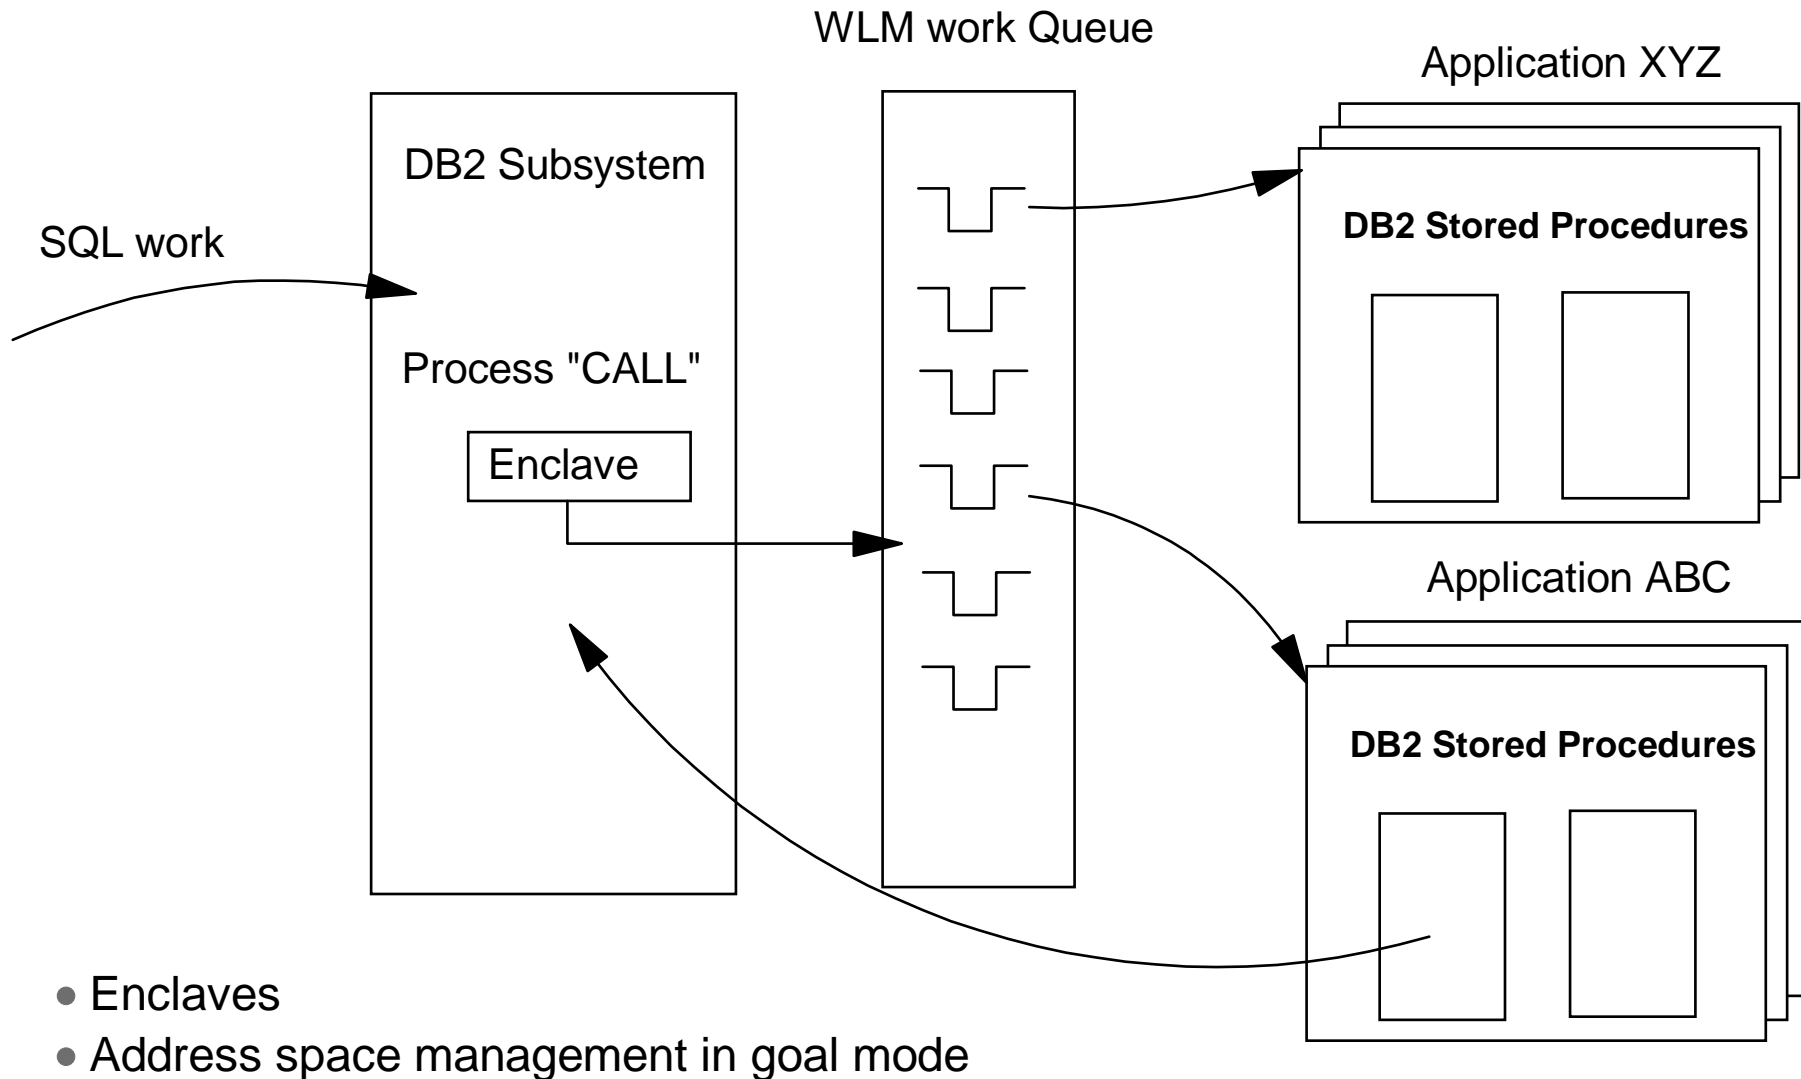 WLM work Queue
Application XYZ
DB2 Subsystem
DB2 Stored Procedures
SQL work
Process "CALL"
Enclave
Application ABC
DB2 Stored Procedures
• Enclaves
• Address space management in goal mode